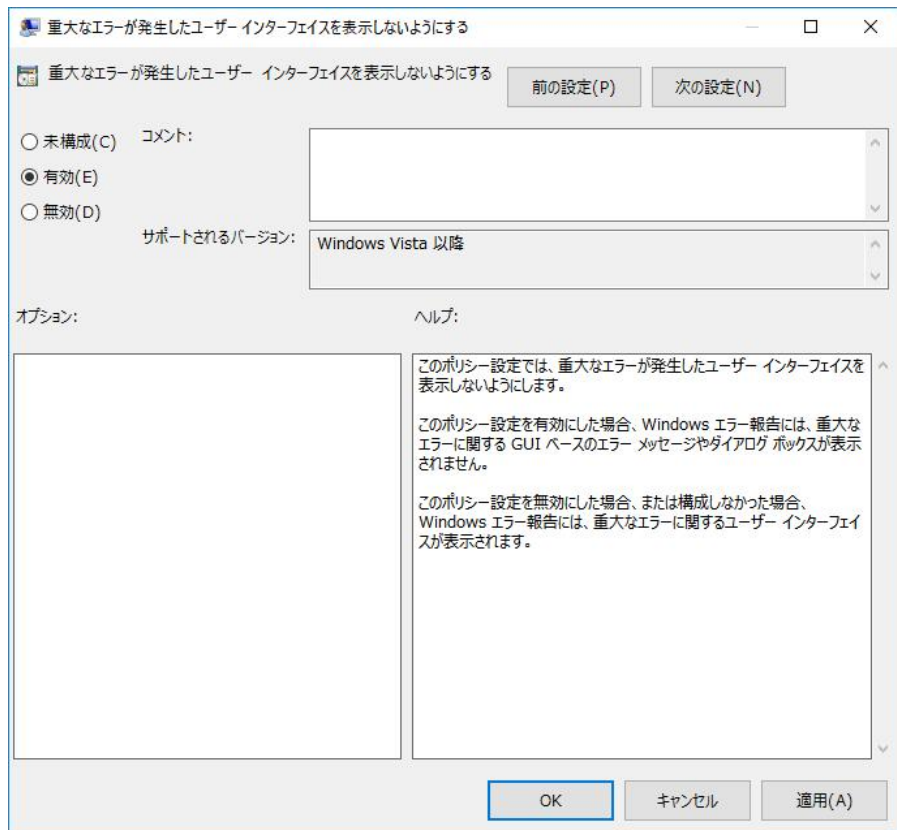 重大なエラーが発生したユーザー インターフェイスを表示しないようにする
重大なエラーが発生したユーザー インターフェイスを表示しないようにする
前の設定(P)
次の設定(N)
未構成(C)
コメント:
有効(E)
無効(D)
サポートされるバージョン:
Windows Vista 以降
オプション:
ヘルプ:
このポリシー設定では、重大なエラーが発生したユーザー インターフェイスを
表示しないようにします。
このポリシー設定を有効にした場合、Windows エラー報告には、重大な
エラーに関する GUI ベースのエラー メッセージやダイアログ ボックスが表示
されません。
このポリシー設定を無効にした場合、または構成しなかった場合、
Windows エラー報告には、重大なエラーに関するユーザー インターフェイ
スが表示されます。
OK
キャンセル
適用(A)